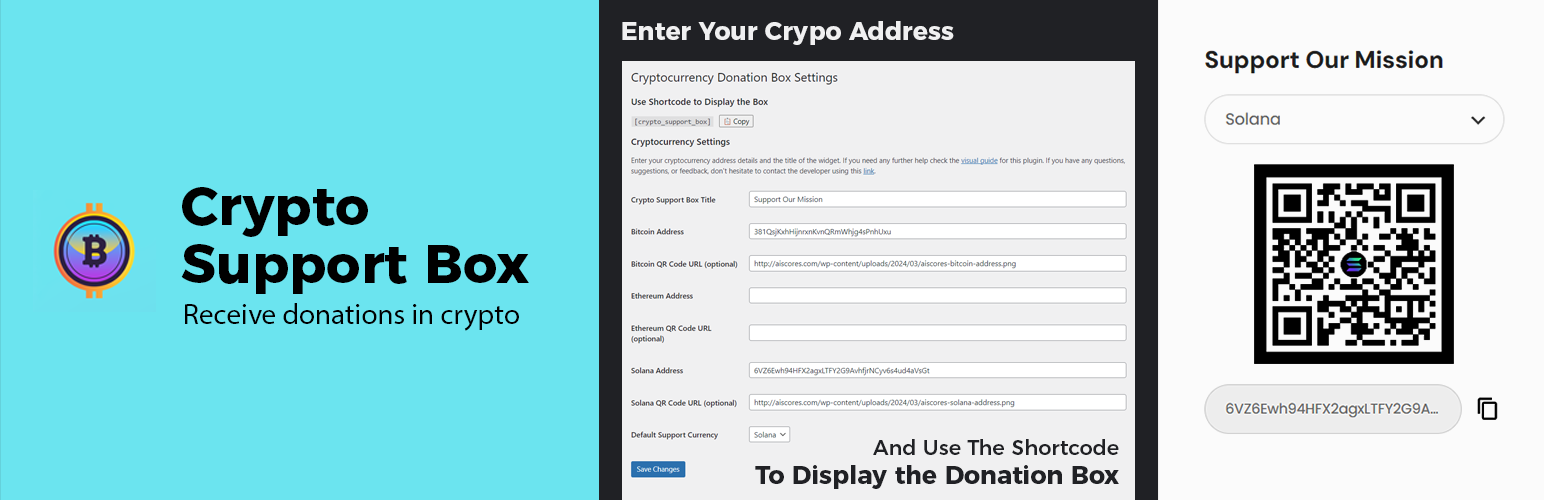 Crypto
Support Box
Receive donations in crypto
Enter Your Crypo Address
Cryptocurrency Donation Box Settings
Use Shortcode to Display the Box
[crypto_support_box] Copy
Cryptocurrency Settings
Enter your cryptocurrency address details and the title of the widget. If you need any further help check the visual guide for this plugin. If you have any questions,
suggestions, or feedback, don't hesitate to contact the developer using this link.
Crypto Support Box Title Support Our Mission
Bitcoin Address 381QsjKxhHijnrxnKvnQRmWhjg4sPnhUxu
Bitcoin QR Code URL (optional) http://aiscores.com/wp-content/uploads/2024/03/aiscores-bitcoin-address.png
Ethereum Address
Ethereum QR Code URL
(optional)
Solana Address 6VZ6Ewh94HFX2agxLTFY2G9AvhfjrNCyv6s4ud4aVsGt
Solana QR Code URL (optional) http://aiscores.com/wp-content/uploads/2024/03/aiscores-solana-address.png
Default Support Currency Solana
Save Changes
And Use The Shortcode
To Display the Donation Box
Support Our Mission
Solana
6VZ6Ewh94HFX2agxLTFY2G9A...